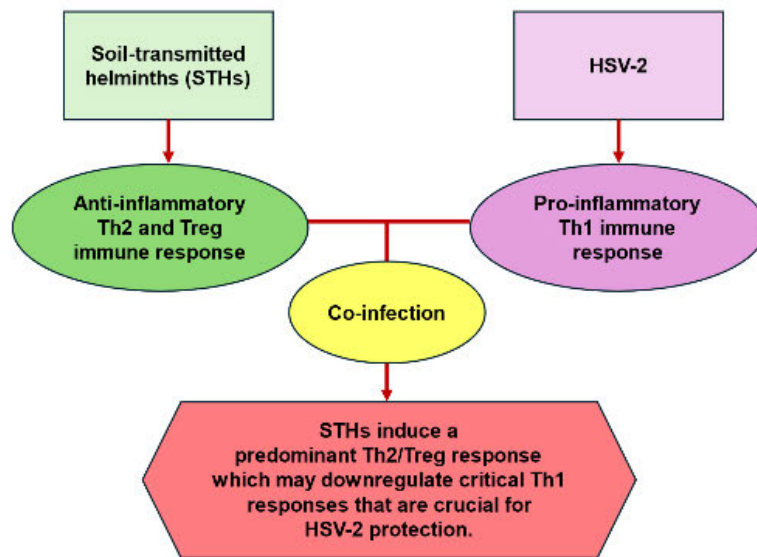 Soil-transmitted
helminths (STHs)
HSV-2
Anti-inflammatory
Th2 and Treg
immune response
Pro-inflammatory
Th1 immune
response
Co-infection
STHs induce a
predominant Th2/Treg response
which may downregulate critical Th1
responses that are crucial for
HSV-2 protection.